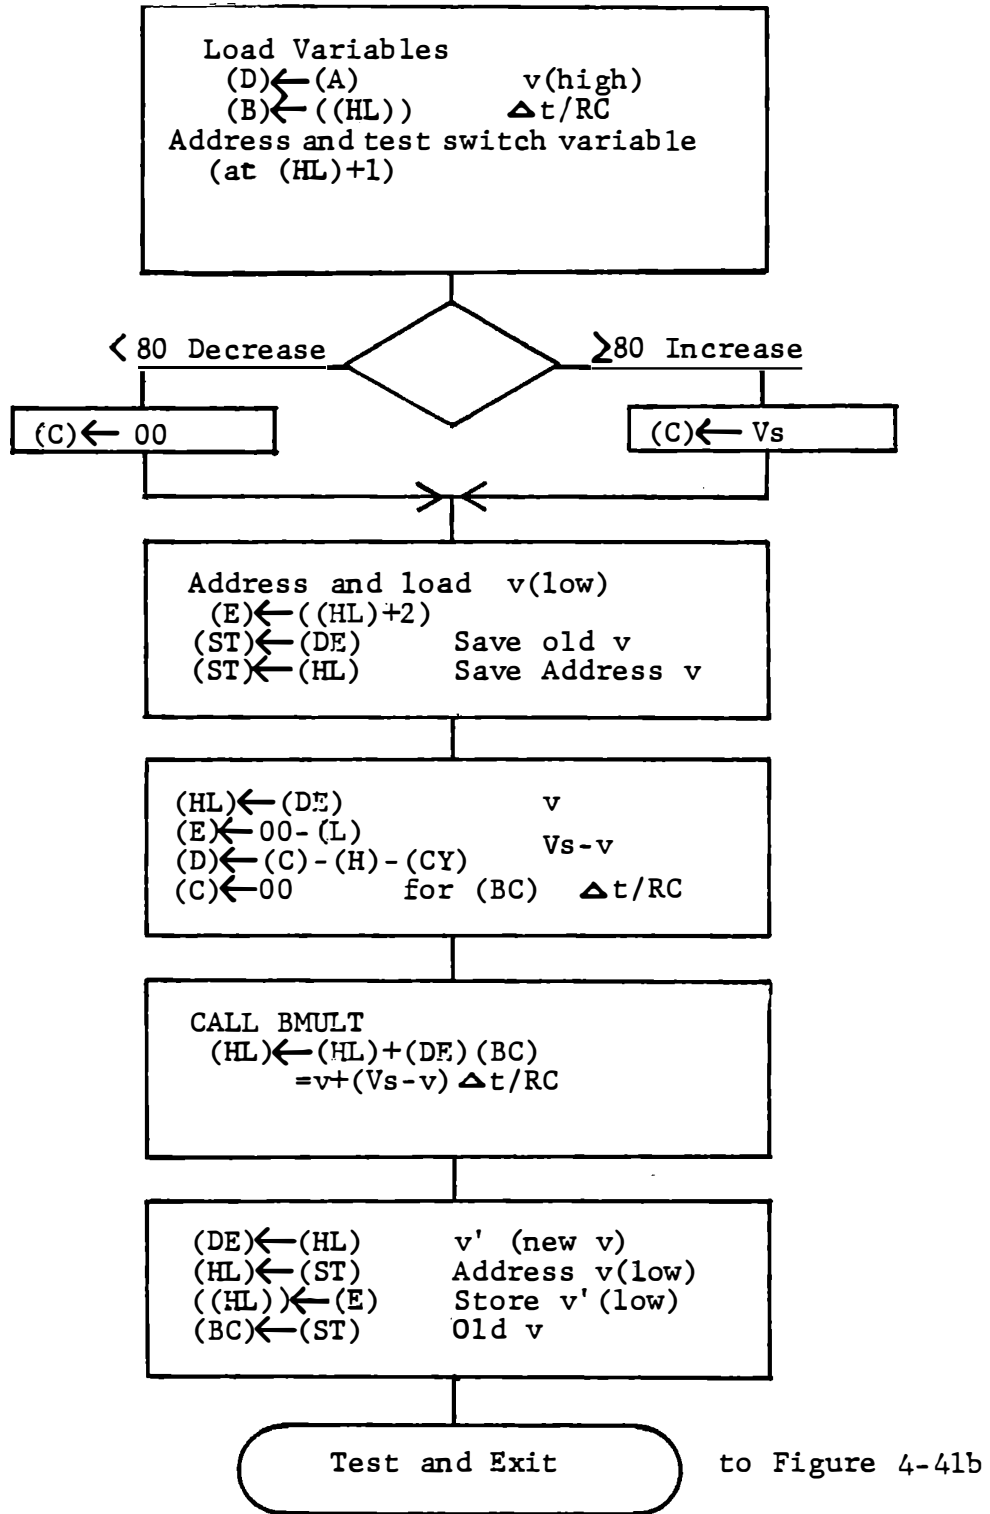 Load Variables
(D)←(A) v(high)
(B)←((HL)) Δt/RC
Address and test switch variable
(at (HL)+1)
<80 Decrease
≥80 Increase
(C)←00
(C)←Vs
Address and load v(low)
(E)←((HL)+2)
(ST)←(DE) Save old v
(ST)←(HL) Save Address v
(HL)←(DE) v
(E)←00-(L)
Vs-v
(D)←(C)-(H)-(CY)
(C)←00 for (BC) Δt/RC
CALL BMULT
(HL)←(HL)+(DE)(BC)
=v+(Vs-v)Δt/RC
(DE)←(HL) v' (new v)
(HL)←(ST) Address v(low)
((HL))←(E) Store v'(low)
(BC)←(ST) Old v
Test and Exit
to Figure 4-41b